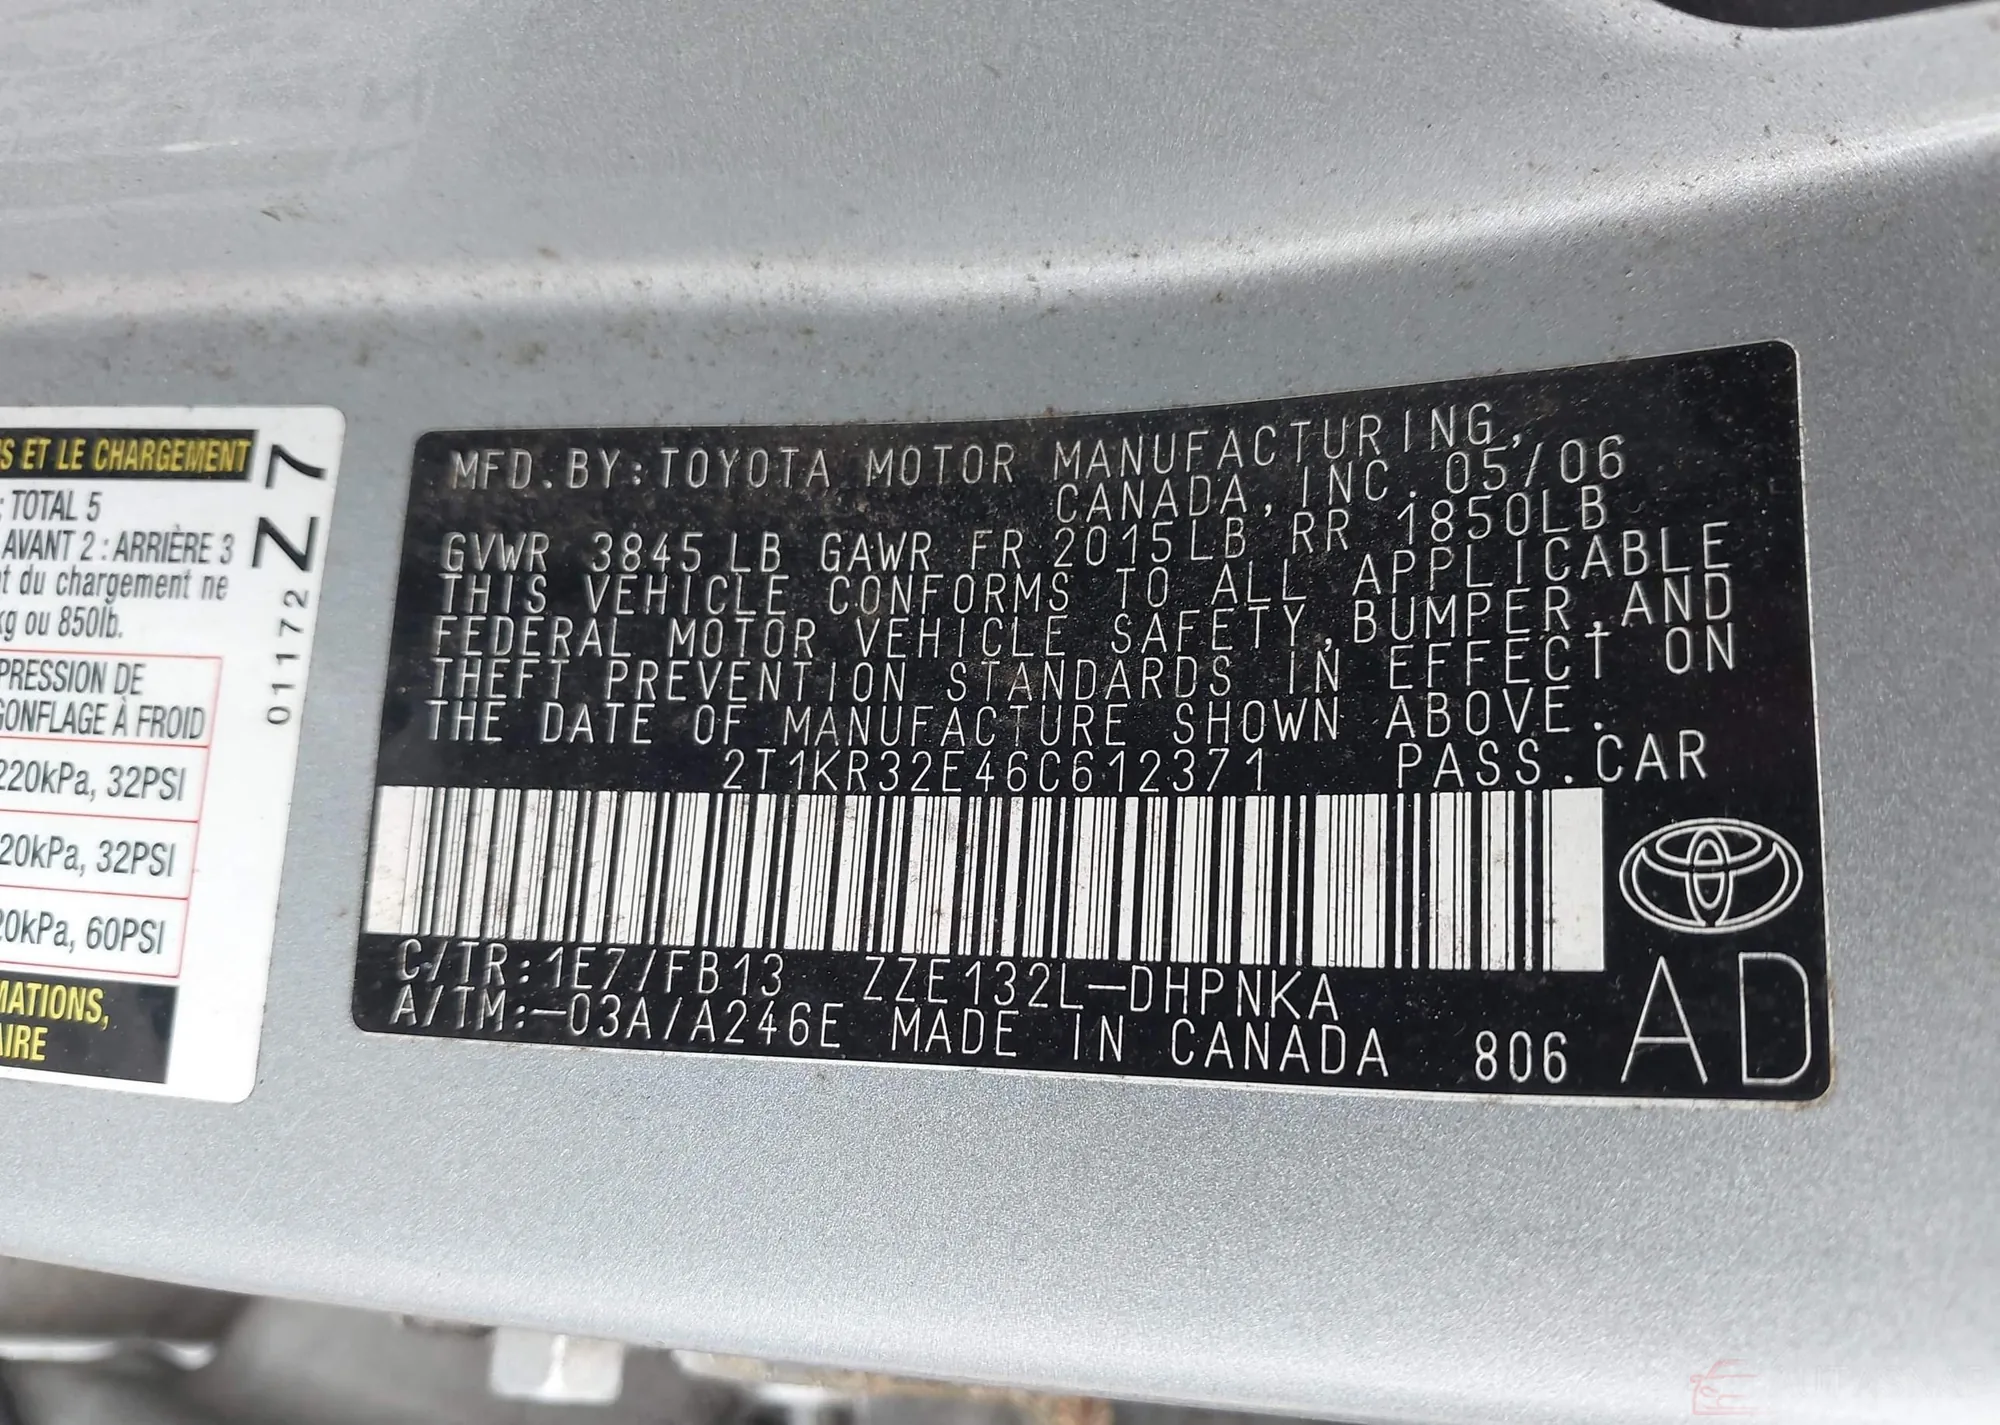 S ET LE CHARGEMENT
: TOTAL 5
AVANT 2 : ARRIÈRE 3
t du chargement ne
kg ou 850lb.
PRESSION DE
GONFLAGE À FROID
220kPa, 32PSI
20kPa, 32PSI
20kPa, 60PSI
MATIONS,
AIRE
01172 Z 7
MFD.BY:TOYOTA MOTOR MANUFACTURING,
CANADA, INC. 05/06
GVWR 3845LB GAWR FR 2015LB RR 1850LB
THIS VEHICLE CONFORMS TO ALL APPLICABLE
FEDERAL MOTOR VEHICLE SAFETY,BUMPER,AND
THEFT PREVENTION STANDARDS IN EFFECT ON
THE DATE OF MANUFACTURE SHOWN ABOVE.
2T1KR32E46C612371 PASS.CAR
C/TR:1E7/FB13 ZZE132L-DHPNKA
A/TM:-03A/A246E MADE IN CANADA 806 AD